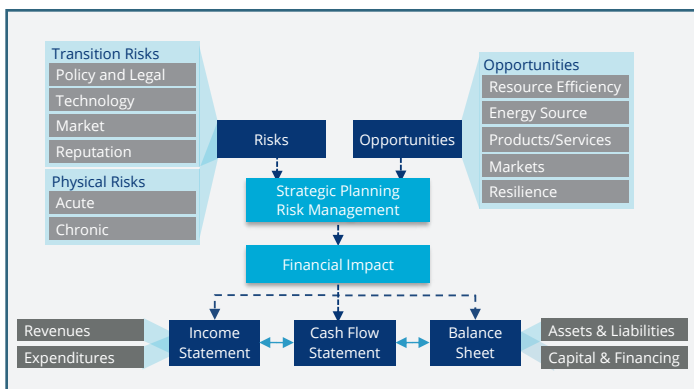 Transition Risks
Policy and Legal
Technology
Market
Reputation
Physical Risks
Acute
Chronic
Risks
Opportunities
Opportunities
Resource Efficiency
Energy Source
Products/Services
Markets
Resilience
Strategic Planning
Risk Management
Financial Impact
Revenues
Expenditures
Income
Statement
Cash Flow
Statement
Balance
Sheet
Assets & Liabilities
Capital & Financing